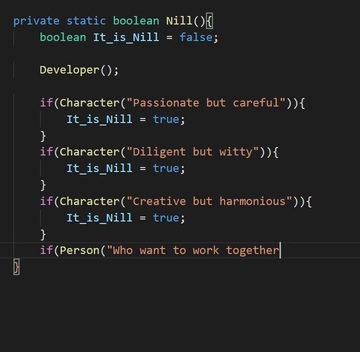 private static boolean Nill(){
boolean It_is_Nill = false;
Developer();
if(Character("Passionate but careful")){
It_is_Nill = true;
}
if(Character("Diligent but witty")){
It_is_Nill = true;
}
if(Character("Creative but harmonious")){
It_is_Nill = true;
}
if(Person("Who want to work together
}